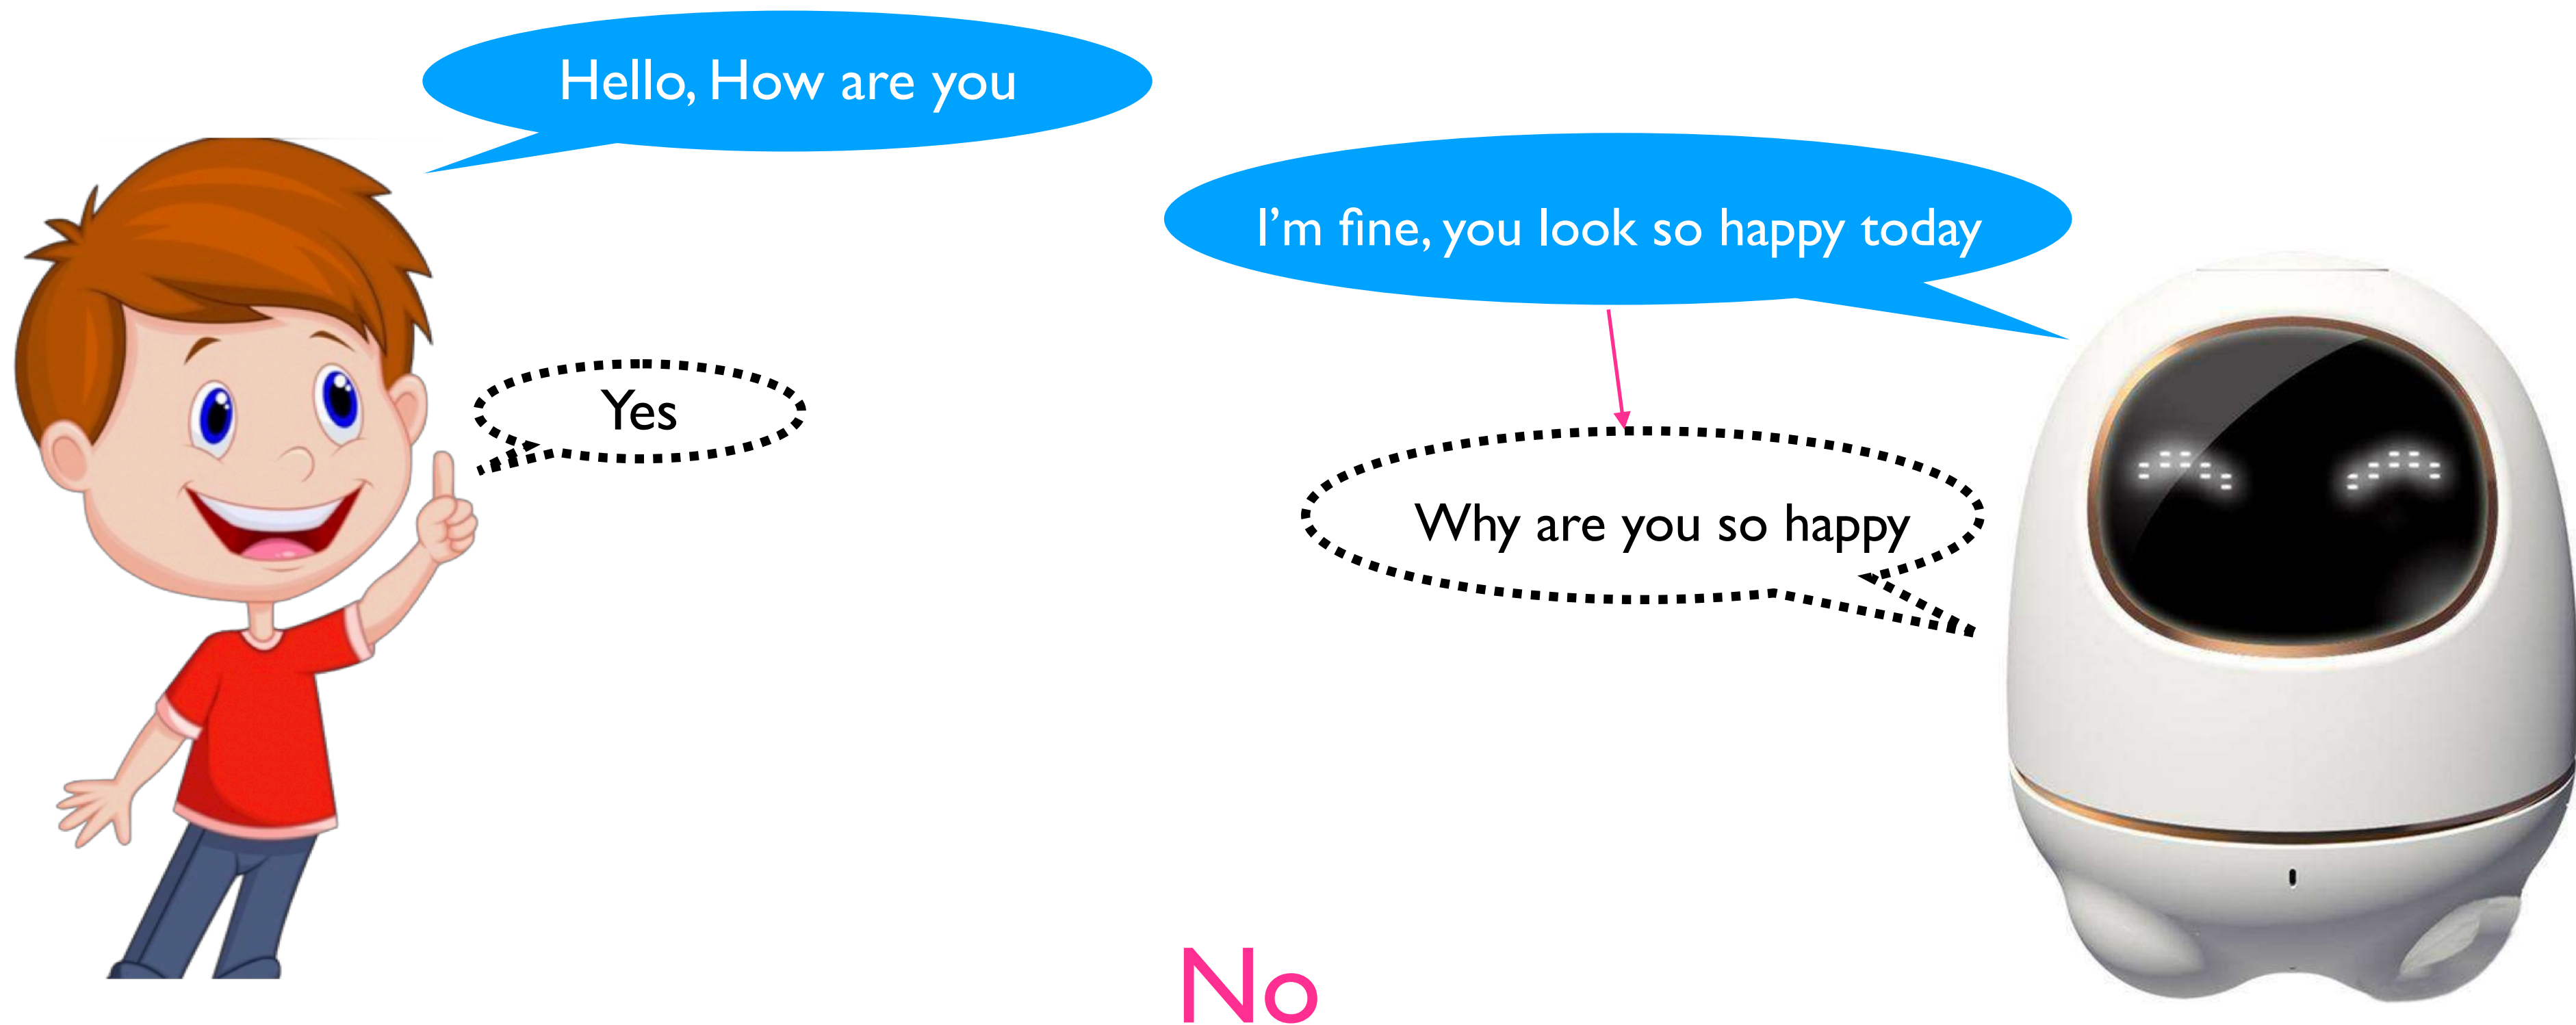 Hello, How are you
I’m fine, you look so happy today
Yes
Why are you so happy
No